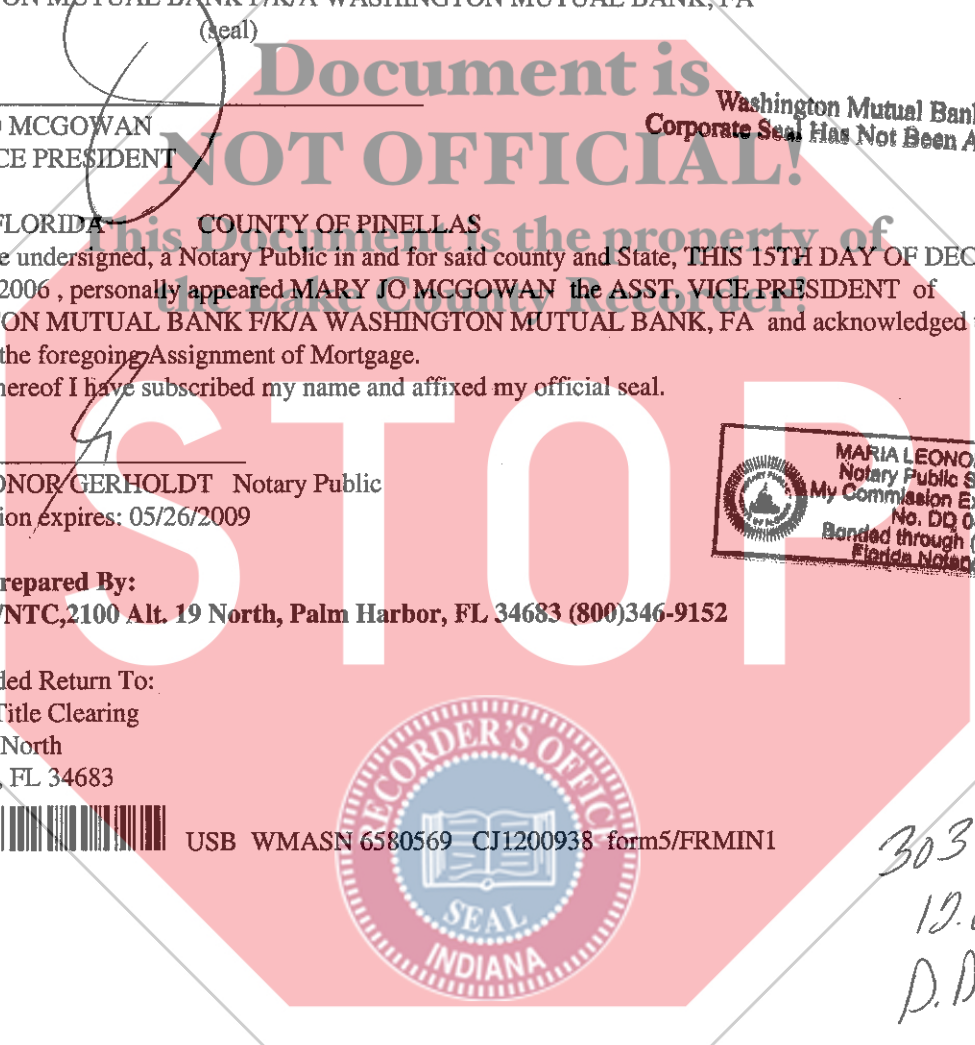 ON MUTUAL BANK F/K/A WASHINGTON MUTUAL BANK, FA
(seal)
Document is
NOT OFFICIAL!
This Document is the property of
the Lake County Recorder!
Washington Mutual Bank
Corporate Seal Has Not Been A
MCGOWAN
CE PRESIDENT
FLORIDA COUNTY OF PINELLAS
e undersigned, a Notary Public in and for said county and State, THIS 15TH DAY OF DEC
2006 , personally appeared MARY JO MCGOWAN the ASST. VICE PRESIDENT of
ON MUTUAL BANK F/K/A WASHINGTON MUTUAL BANK, FA and acknowledged
the foregoing Assignment of Mortgage.
hereof I have subscribed my name and affixed my official seal.
STOP
ONOR GERHOLDT Notary Public
ion expires: 05/26/2009
MARIA LEONO
Notary Public S
My Commission Ex
No. DD 0
Bonded through (
Florida Notar
repared By:
/NTC,2100 Alt. 19 North, Palm Harbor, FL 34683 (800)346-9152
ded Return To:
Title Clearing
North
, FL 34683
USB WMASN 6580569 CJ1200938 form5/FRMIN1
RECORDER'S OFFICE
SEAL
INDIANA
303
12.
D.